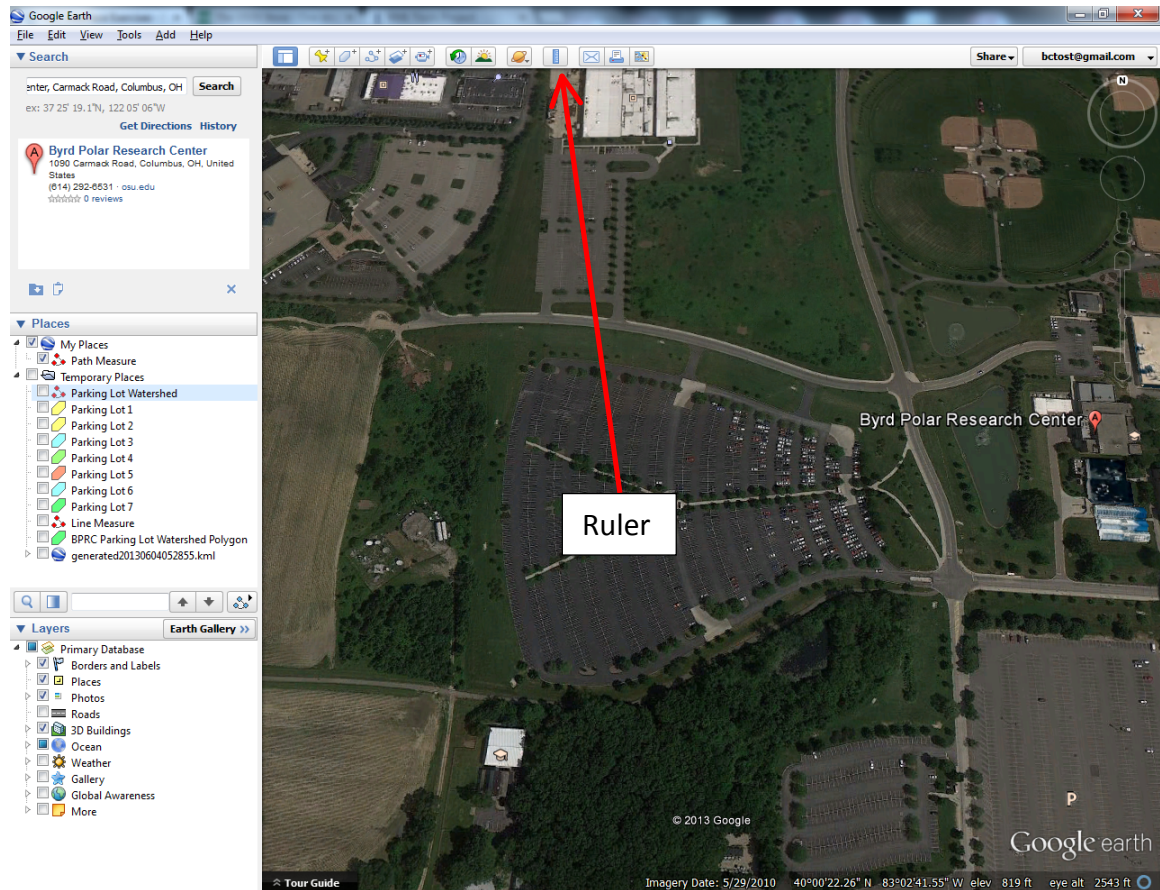 Google Earth
File Edit View Tools Add Help
Search
enter, Carmack Road, Columbus, OH Search
ex: 37 25' 19.1"N, 122 05' 06"W
Get Directions History
A
Byrd Polar Research Center
1090 Carmack Road, Columbus, OH, United
States
(614) 292-6531 · osu.edu
0 reviews
Places
My Places
Path Measure
Temporary Places
Parking Lot Watershed
Parking Lot 1
Parking Lot 2
Parking Lot 3
Parking Lot 4
Parking Lot 5
Parking Lot 6
Parking Lot 7
Line Measure
BPRC Parking Lot Watershed Polygon
generated20130604052855.kml
Layers Earth Gallery >>
Primary Database
Borders and Labels
Places
Photos
Roads
3D Buildings
Ocean
Weather
Gallery
Global Awareness
More
Share bctost@gmail.com
N
Byrd Polar Research Center A
Ruler
P
© 2013 Google
Google earth
Tour Guide
Imagery Date: 5/29/2010 40°00'22.26" N 83°02'41.55" W elev 819 ft eye alt 2543 ft